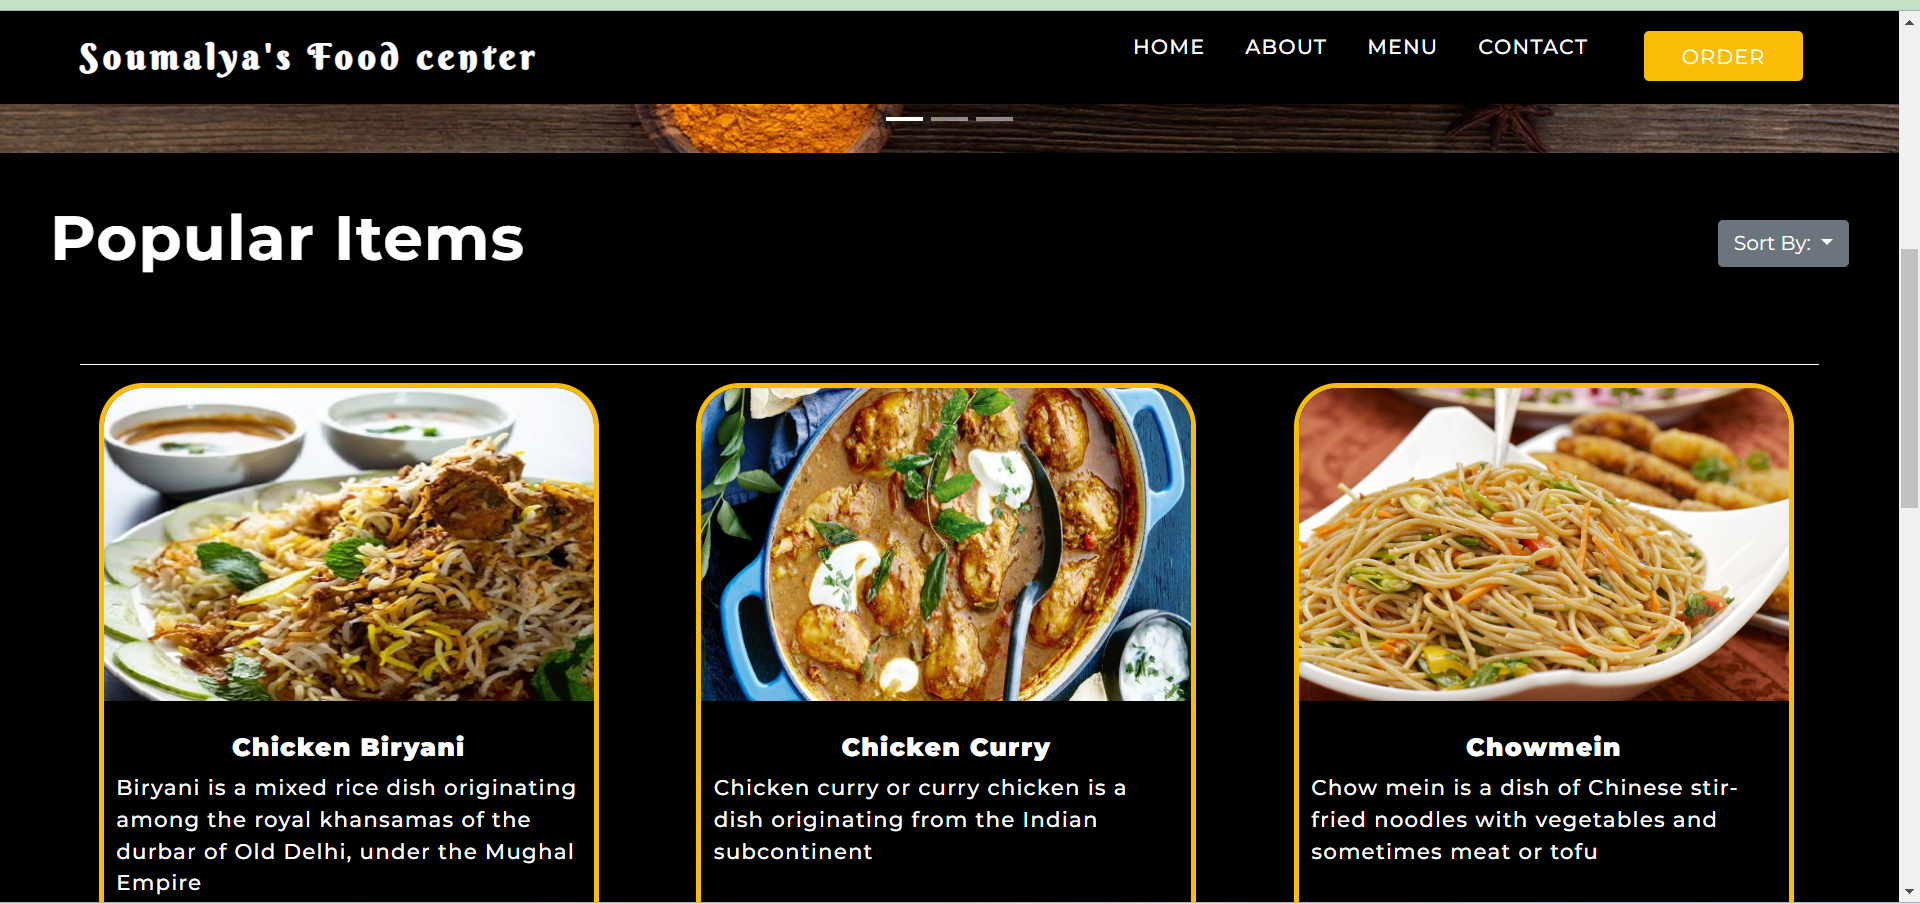 Soumalya's Food center
HOME ABOUT MENU CONTACT ORDER
Popular Items
Sort By:
Chicken Biryani
Biryani is a mixed rice dish originating
among the royal khansamas of the
durbar of Old Delhi, under the Mughal
Empire
Chicken Curry
Chicken curry or curry chicken is a
dish originating from the Indian
subcontinent
Chowmein
Chow mein is a dish of Chinese stir-
fried noodles with vegetables and
sometimes meat or tofu